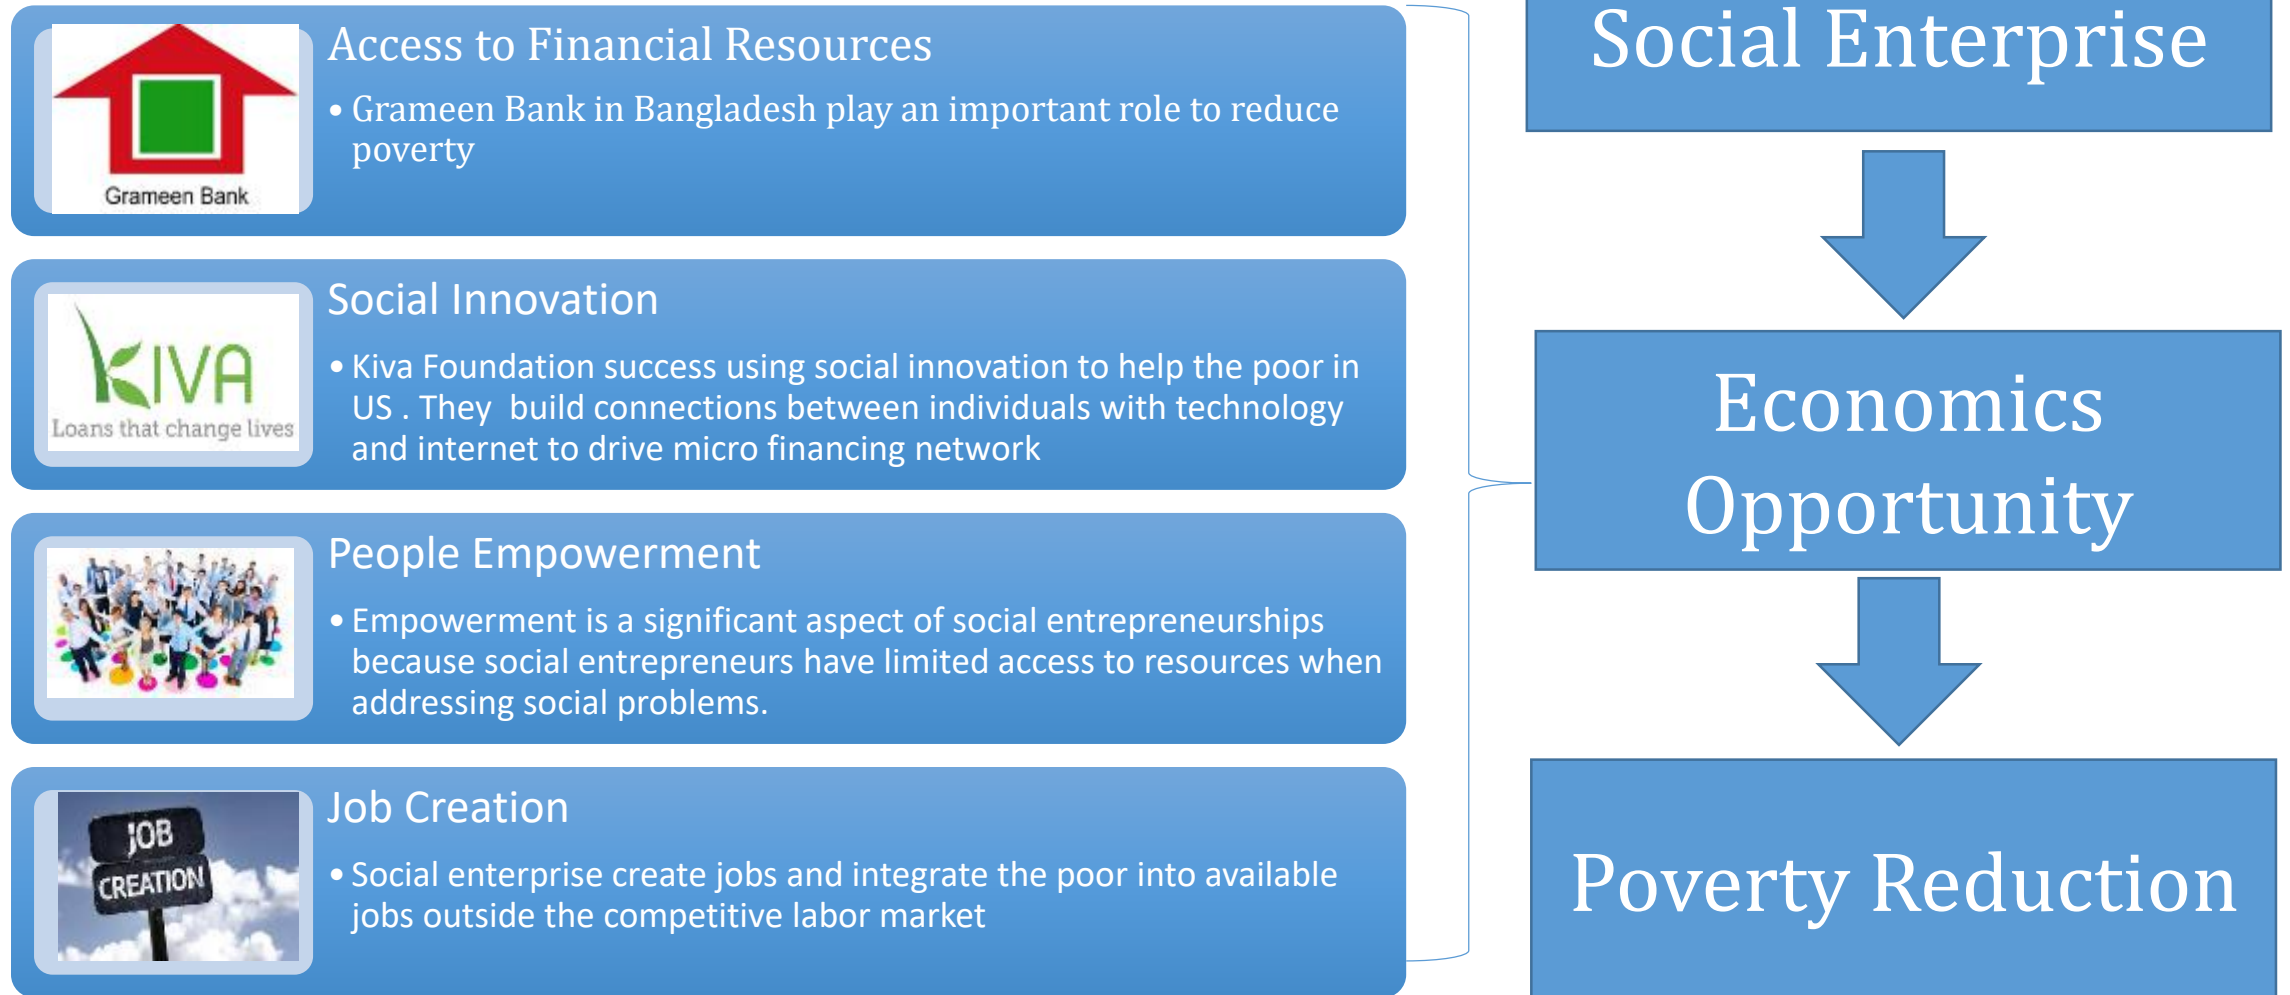 Access to Financial Resources
• Grameen Bank in Bangladesh play an important role to reduce
poverty
Grameen Bank
Social Innovation
• Kiva Foundation success using social innovation to help the poor in
US . They  build connections between individuals with technology
and internet to drive micro financing network
KIVA
Loans that change lives
People Empowerment
• Empowerment is a significant aspect of social entrepreneurships
because social entrepreneurs have limited access to resources when
addressing social problems.
Job Creation
• Social enterprise create jobs and integrate the poor into available
jobs outside the competitive labor market
JOB
CREATION
Social Enterprise
Economics
Opportunity
Poverty Reduction